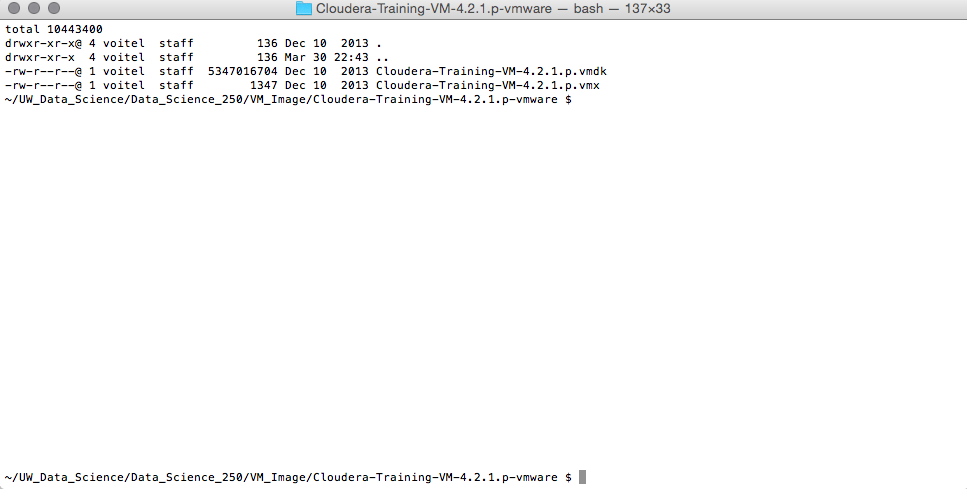 Cloudera-Training-VM-4.2.1.p-vmware — bash — 137×33
total 10443400
drwxr-xr-x@ 4 voitel  staff         136 Dec 10  2013 .
drwxr-xr-x  4 voitel  staff         136 Mar 30 22:43 ..
-rw-r--r--@ 1 voitel  staff  5347016704 Dec 10  2013 Cloudera-Training-VM-4.2.1.p.vmdk
-rw-r--r--@ 1 voitel  staff        1347 Dec 10  2013 Cloudera-Training-VM-4.2.1.p.vmx
~/UW_Data_Science/Data_Science_250/VM_Image/Cloudera-Training-VM-4.2.1.p-vmware $
~/UW_Data_Science/Data_Science_250/VM_Image/Cloudera-Training-VM-4.2.1.p-vmware $